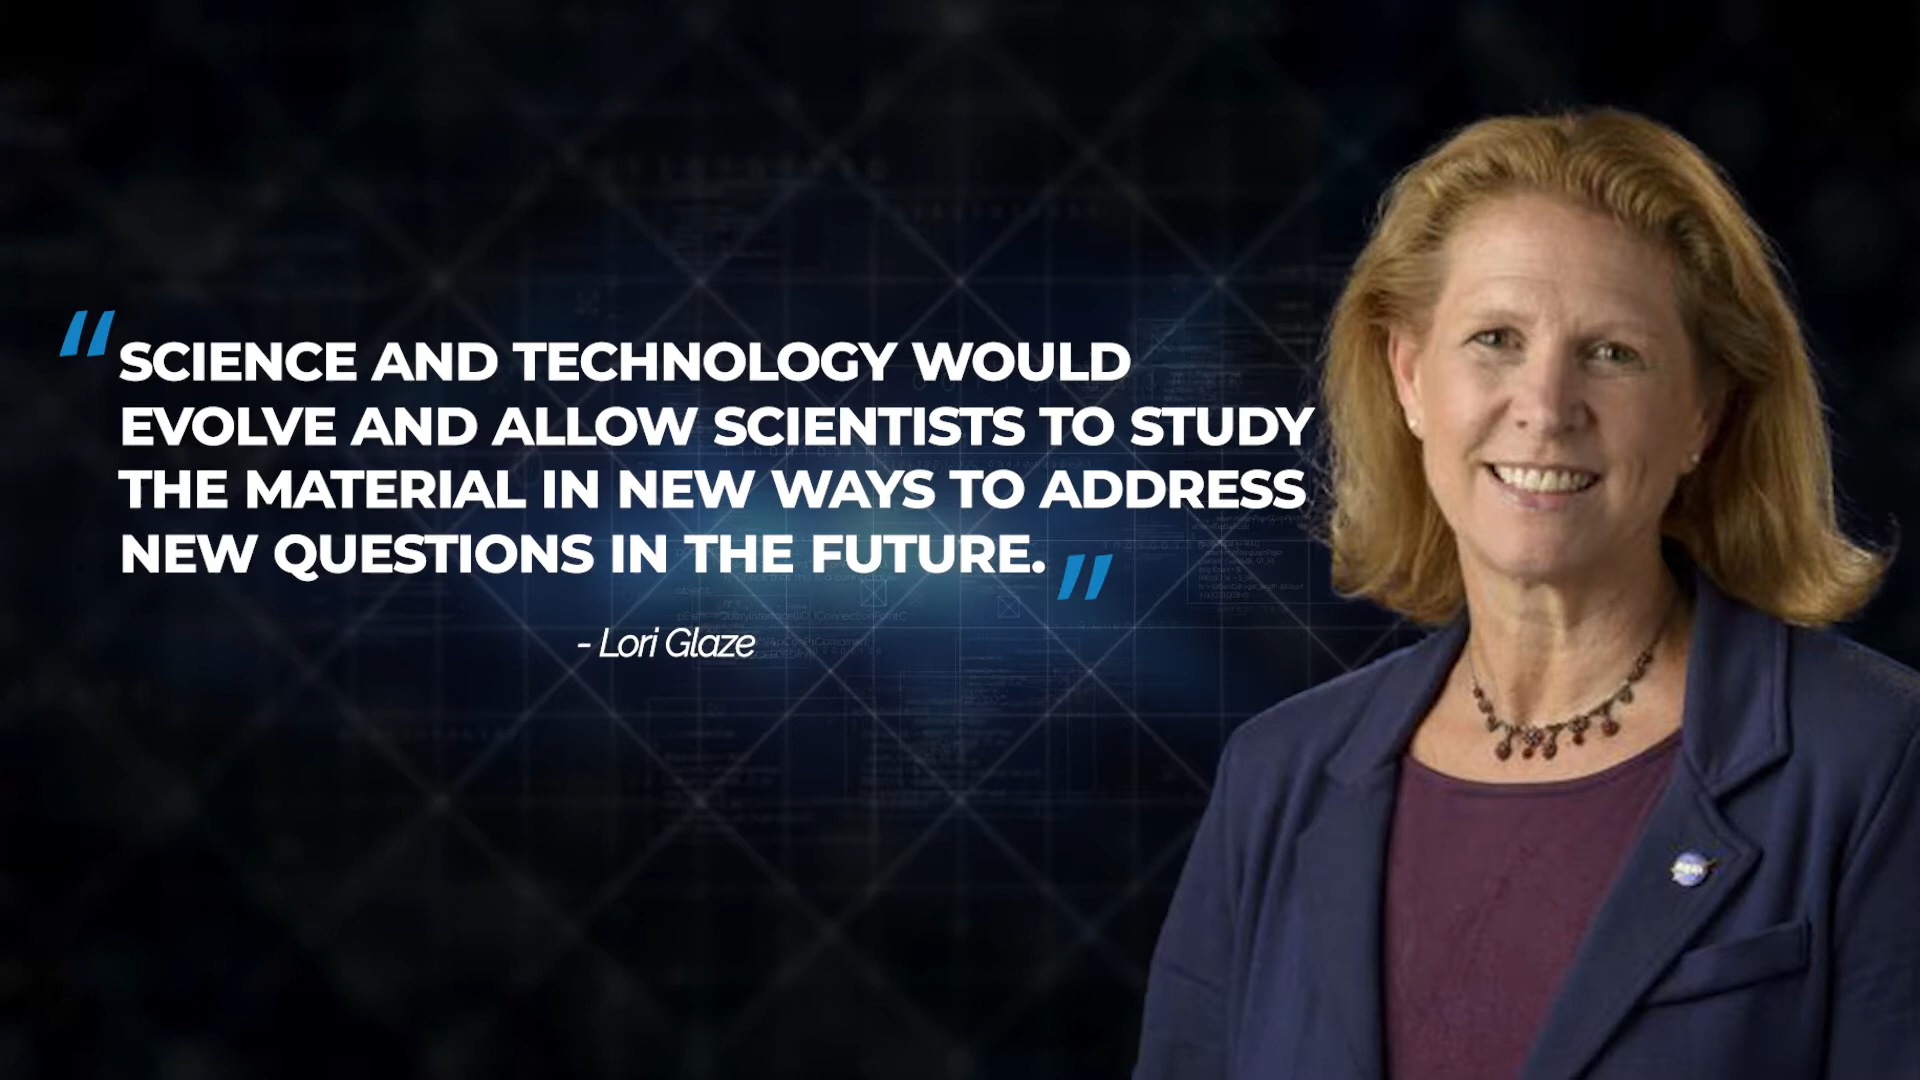 “SCIENCE AND TECHNOLOGY WOULD
EVOLVE AND ALLOW SCIENTISTS TO STUDY
THE MATERIAL IN NEW WAYS TO ADDRESS
NEW QUESTIONS IN THE FUTURE.”
- Lori Glaze